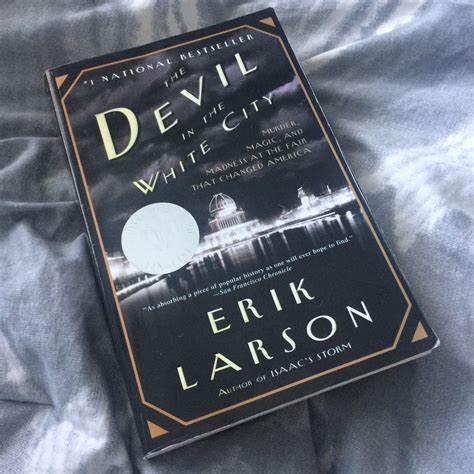 #1 NATIONAL BESTSELLER
THE
DEVIL
IN THE
WHITE CITY
MURDER,
MAGIC, AND
MADNESS AT THE FAIR
THAT CHANGED AMERICA
"As absorbing a piece of popular history as one will ever hope to find."
—San Francisco Chronicle
ERIK
LARSON
AUTHOR OF ISAAC'S STORM